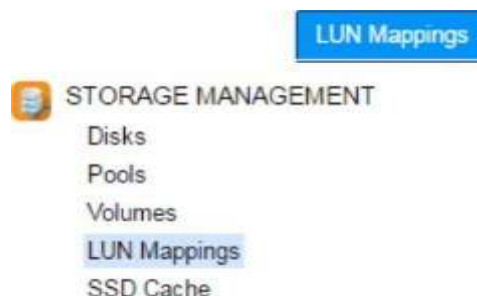 LUN Mappings
STORAGE MANAGEMENT
Disks
Pools
Volumes
LUN Mappings
SSD Cache